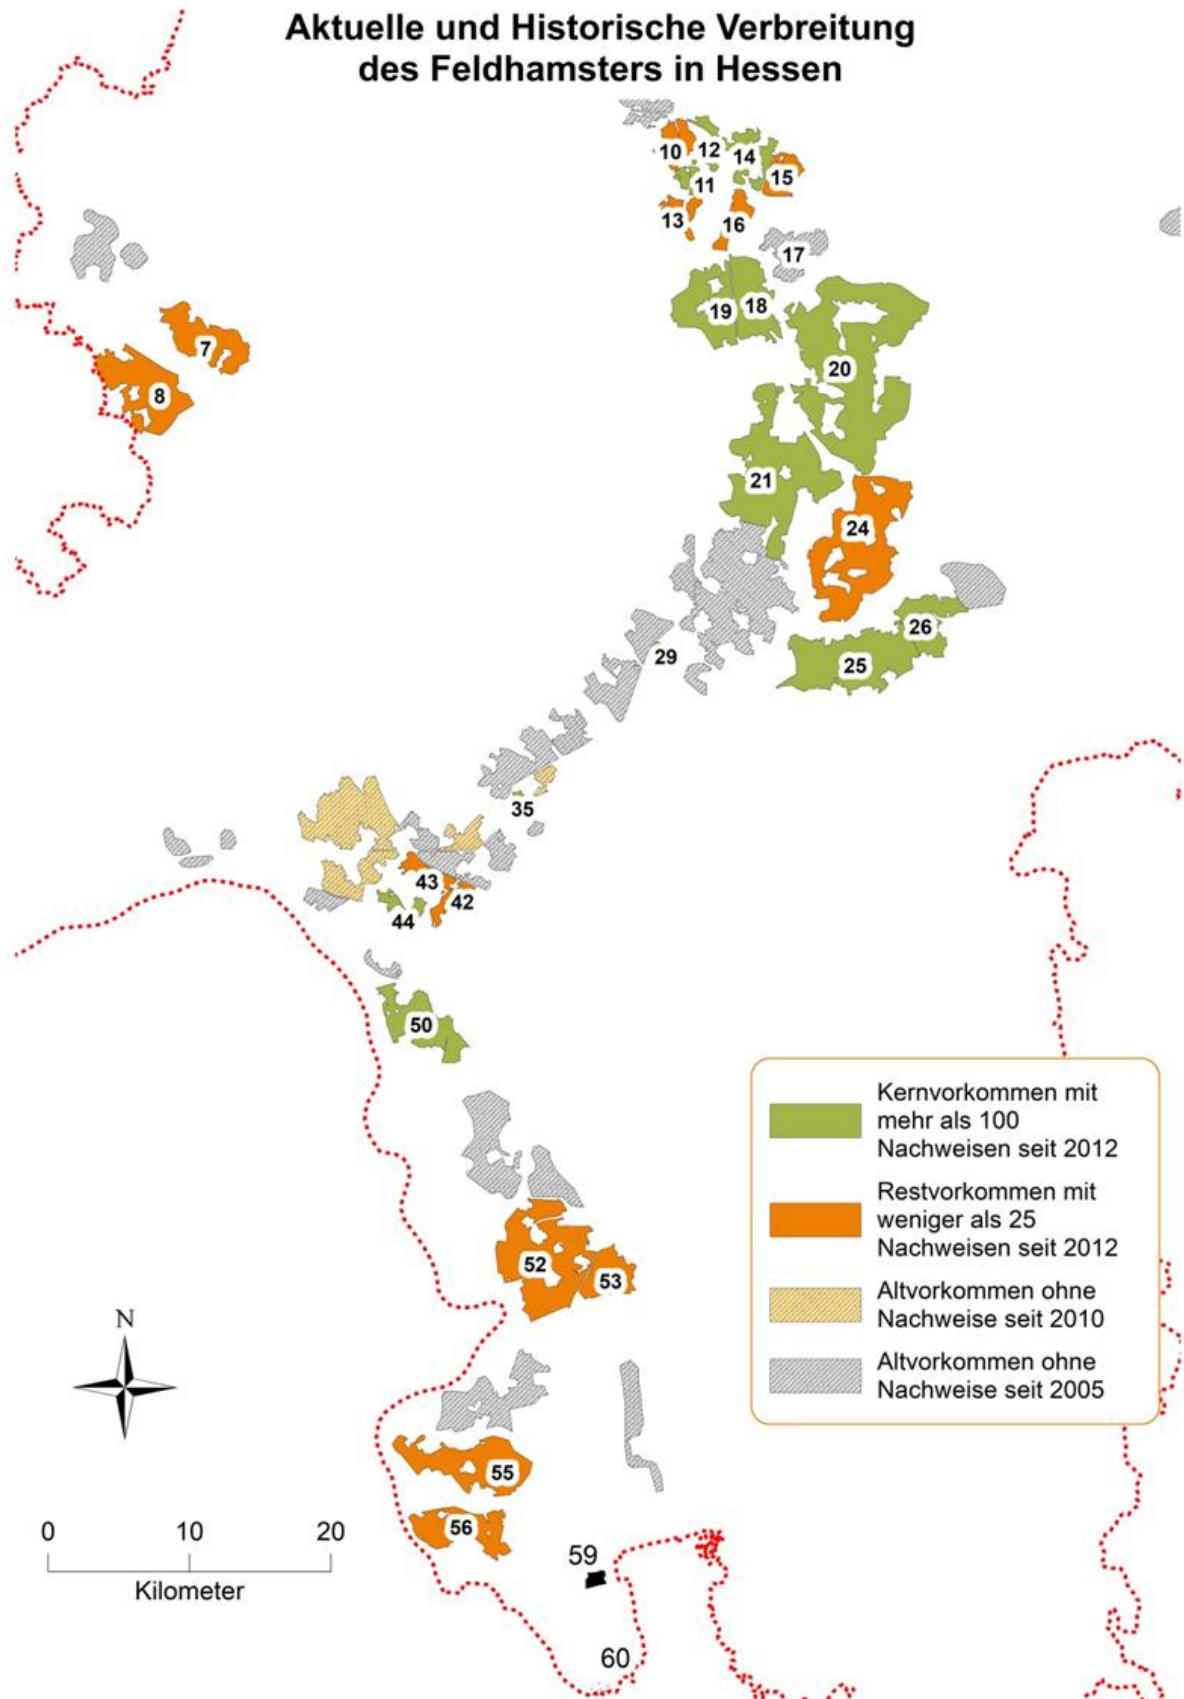 Aktuelle und Historische Verbreitung
des Feldhamsters in Hessen
10
12
14
15
11
13
16
17
19
18
7
20
8
21
24
26
29
25
35
43
42
44
50
Kernvorkommen mit
mehr als 100
Nachweisen seit 2012
Restvorkommen mit
weniger als 25
Nachweisen seit 2012
Altvorkommen ohne
Nachweise seit 2010
Altvorkommen ohne
Nachweise seit 2005
52
53
N
55
56
0 10 20
Kilometer
59
60